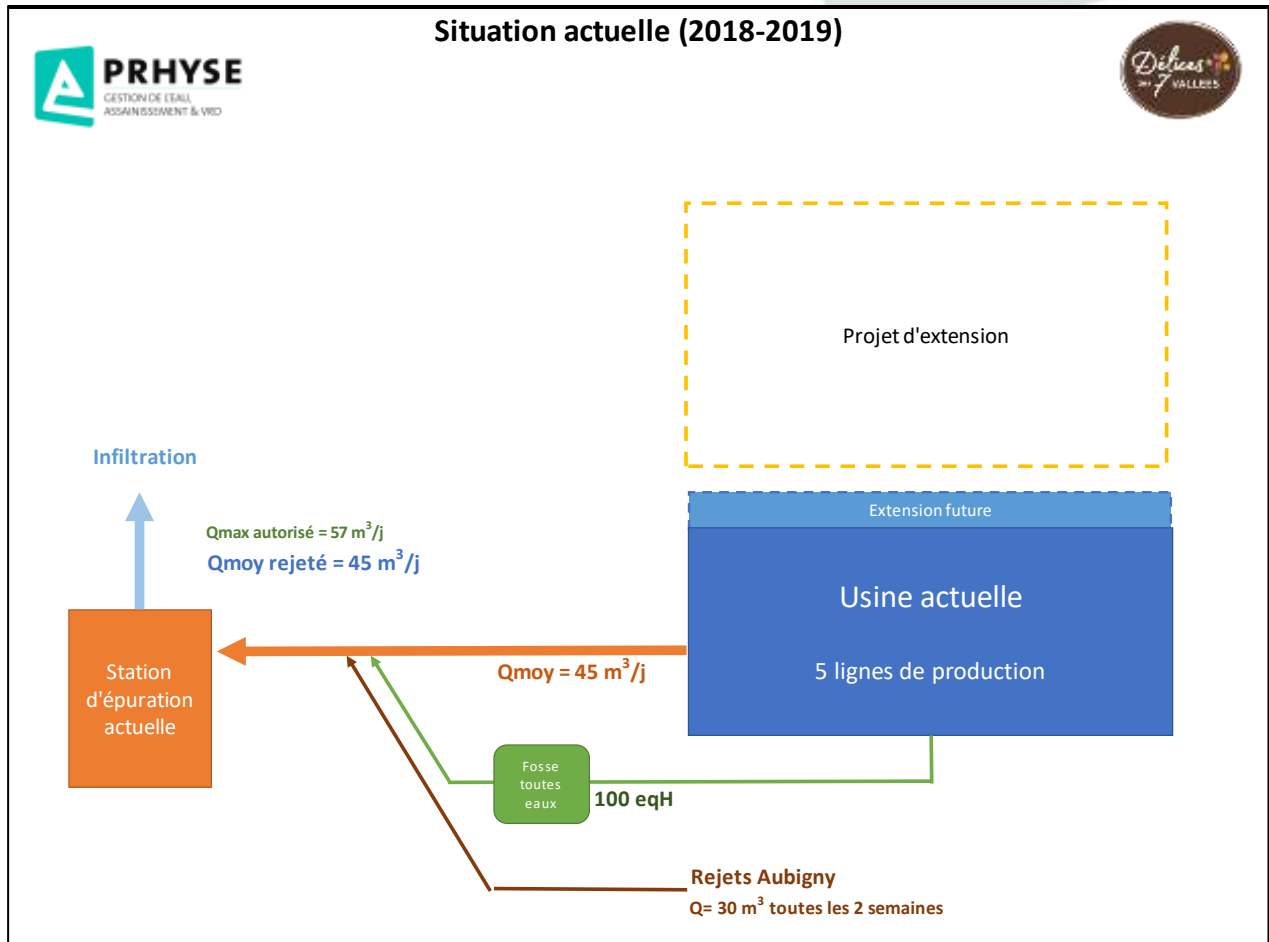 Situation actuelle (2018-2019)
PRHYSE
GESTION DE L'EAU,
ASSAINISSEMENT & VRD
Délices
DES 7 VALLÉES
Projet d'extension
Infiltration
Extension future
Qmax autorisé = 57 m³/j
Qmoy rejeté = 45 m³/j
Usine actuelle
5 lignes de production
Station
d'épuration
actuelle
Qmoy = 45 m³/j
Fosse
toutes
eaux
100 eqH
Rejets Aubigny
Q= 30 m³ toutes les 2 semaines